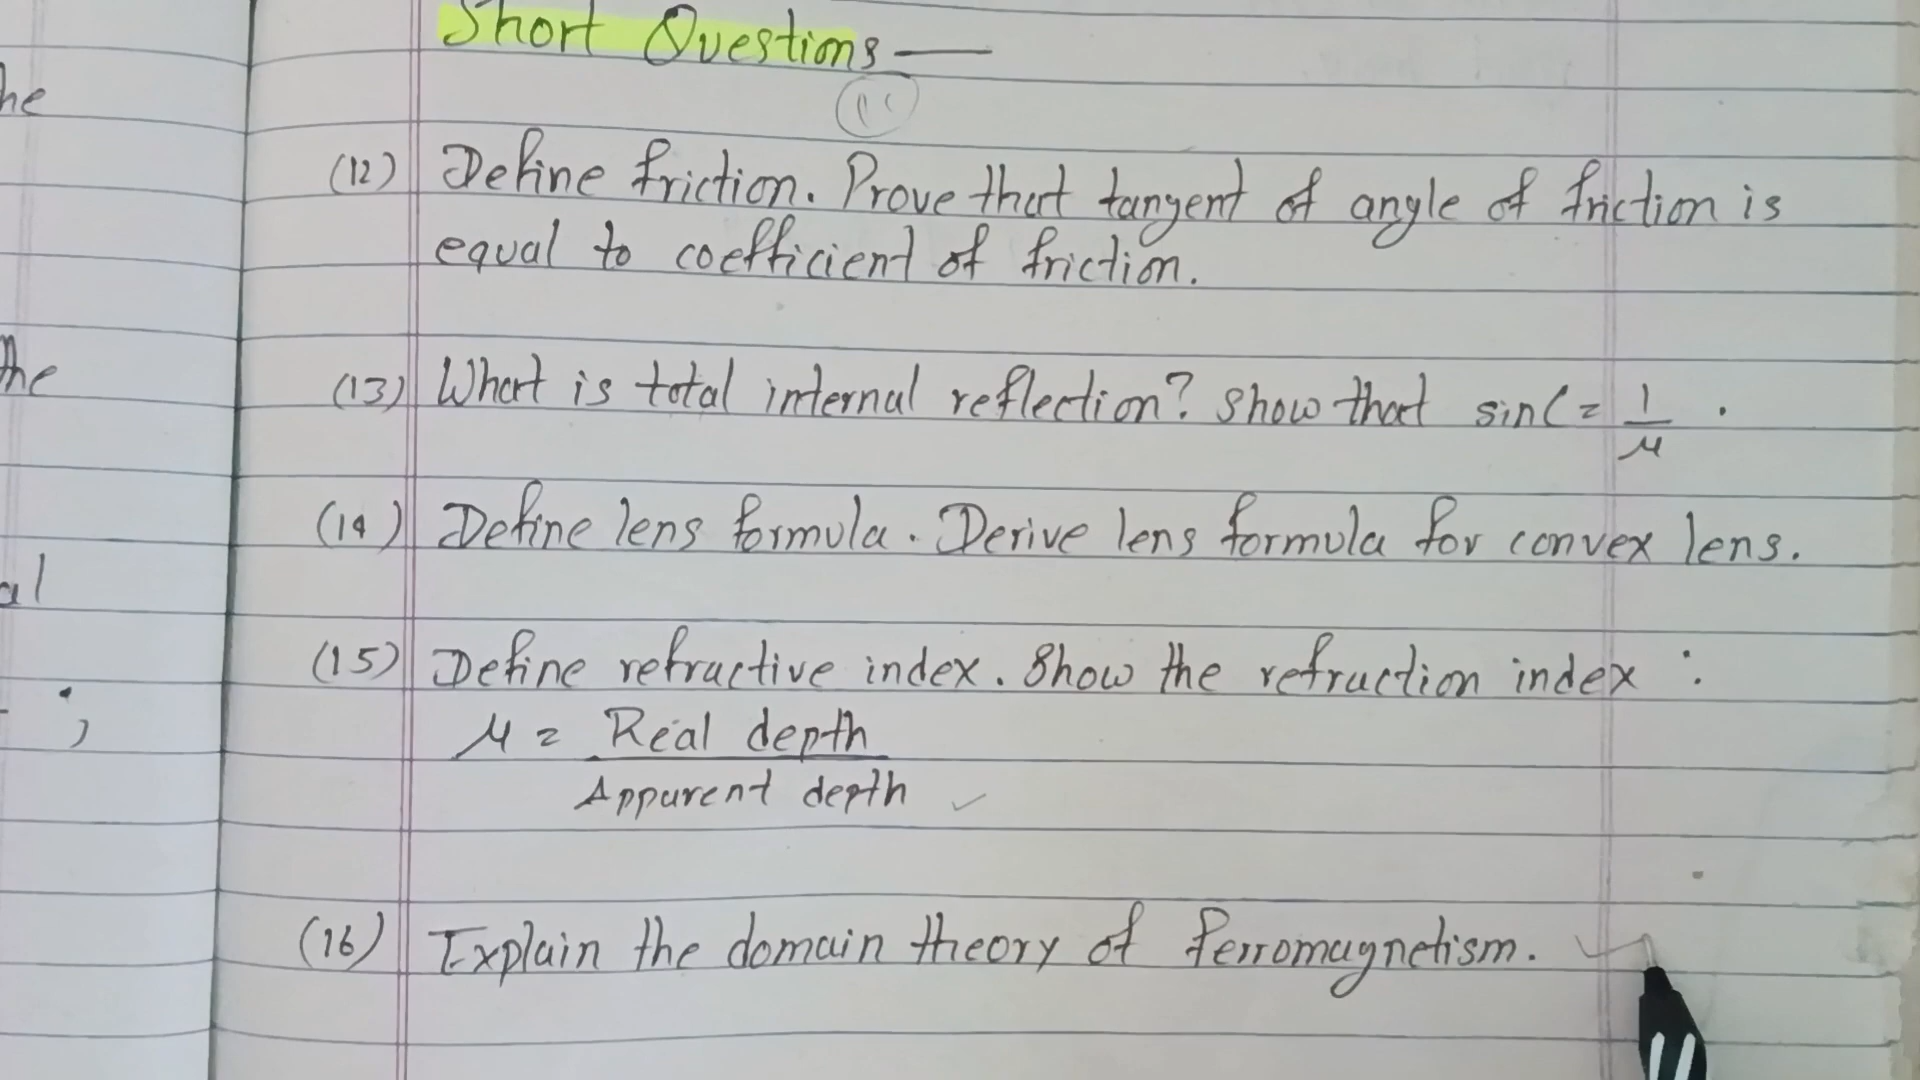 Short Questions —
he
(12) Define friction. Prove that tangent of angle of friction is
equal to coefficient of friction.
the
(13) What is total internal reflection? Show that sinC = 1/μ .
(14) Define lens formula. Derive lens formula for convex lens.
al
(15) Define refractive index. Show the refraction index :
μ = Real depth
Apparent depth
(16) Explain the domain theory of ferromagnetism.